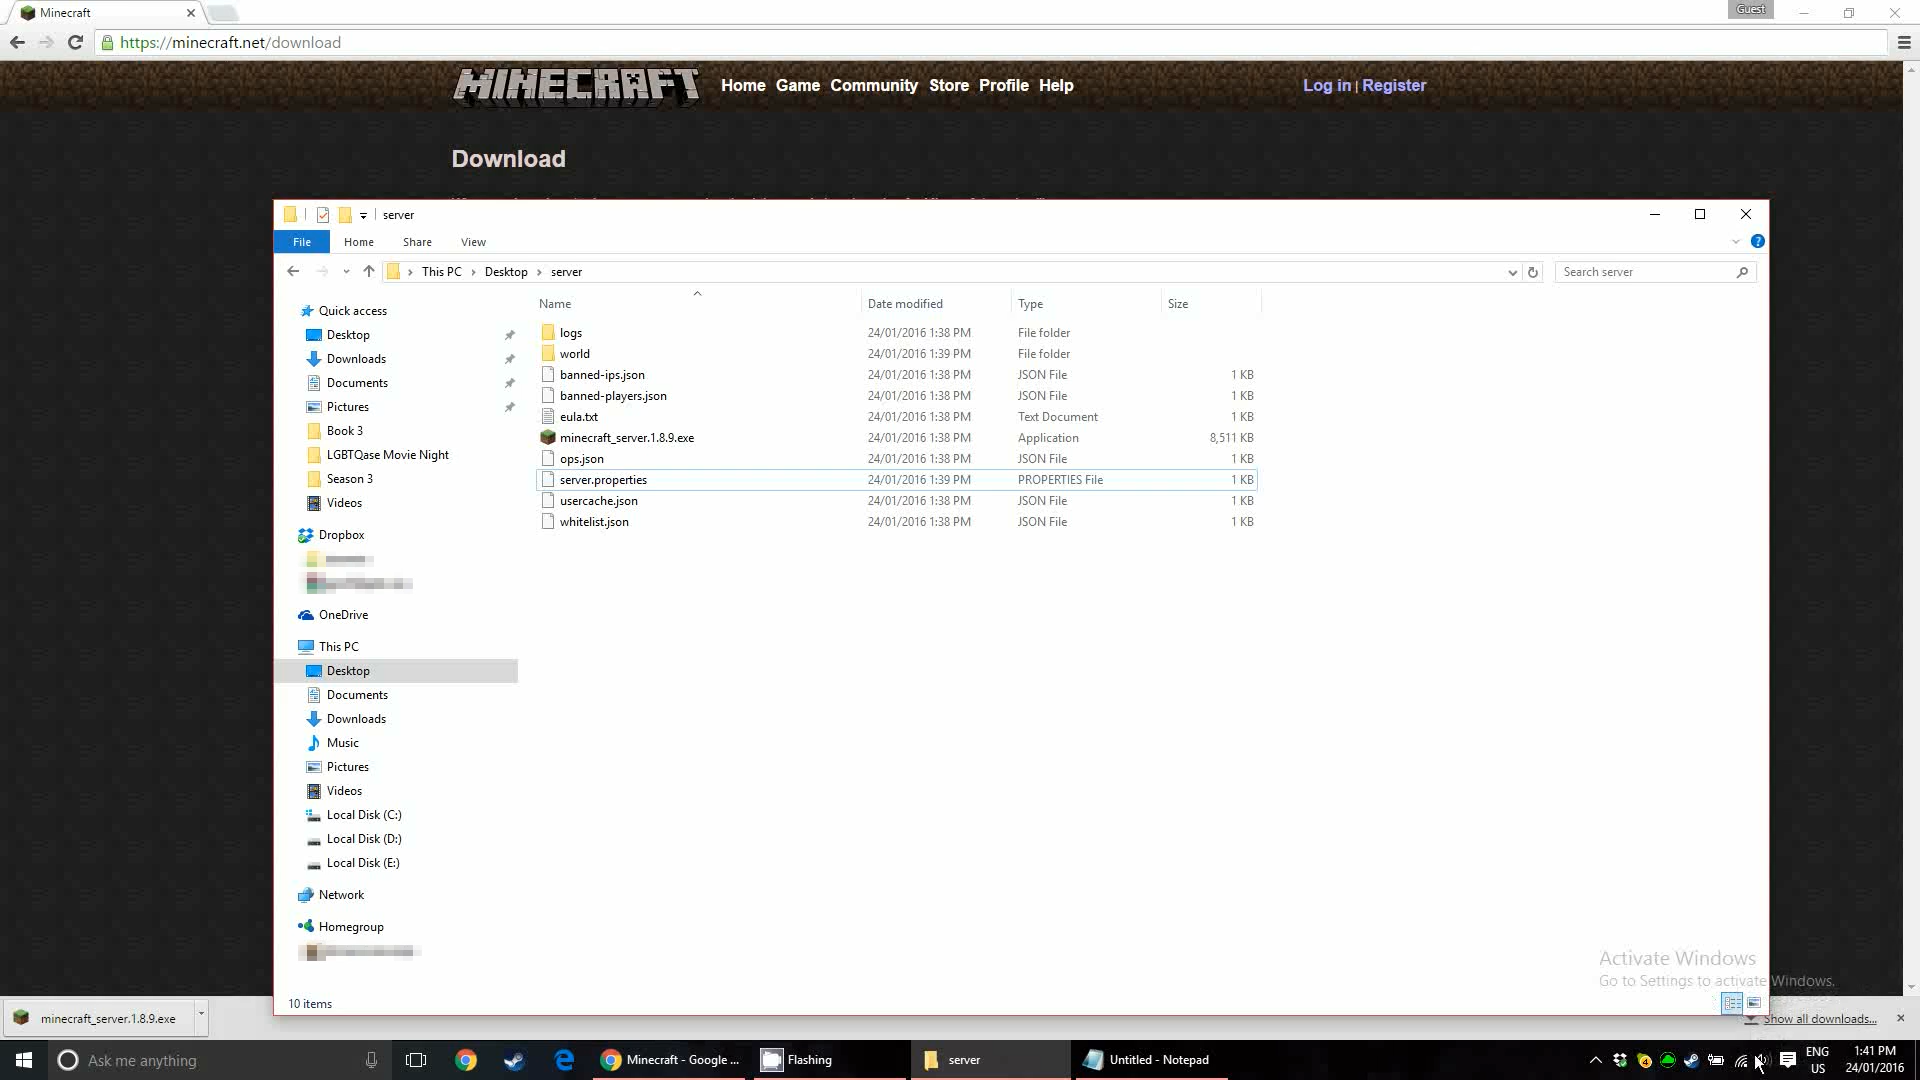 Minecraft
Guest
https://minecraft.net/download
MINECRAFT
Home Game Community Store Profile Help
Log in | Register
Download
server
File Home Share View
This PC Desktop server
Search server
Name Date modified Type Size
Quick access
Desktop
Downloads
Documents
Pictures
Book 3
LGBTQase Movie Night
Season 3
Videos
Dropbox
OneDrive
This PC
Desktop
Documents
Downloads
Music
Pictures
Videos
Local Disk (C:)
Local Disk (D:)
Local Disk (E:)
Network
Homegroup
logs 24/01/2016 1:38 PM File folder
world 24/01/2016 1:39 PM File folder
banned-ips.json 24/01/2016 1:38 PM JSON File 1 KB
banned-players.json 24/01/2016 1:38 PM JSON File 1 KB
eula.txt 24/01/2016 1:38 PM Text Document 1 KB
minecraft_server.1.8.9.exe 24/01/2016 1:38 PM Application 8,511 KB
ops.json 24/01/2016 1:38 PM JSON File 1 KB
server.properties 24/01/2016 1:39 PM PROPERTIES File 1 KB
usercache.json 24/01/2016 1:38 PM JSON File 1 KB
whitelist.json 24/01/2016 1:38 PM JSON File 1 KB
Activate Windows
Go to Settings to activate Windows.
10 items
minecraft_server.1.8.9.exe
Show all downloads...
Ask me anything
Minecraft - Google ...
Flashing
server
Untitled - Notepad
ENG
US
1:41 PM
24/01/2016